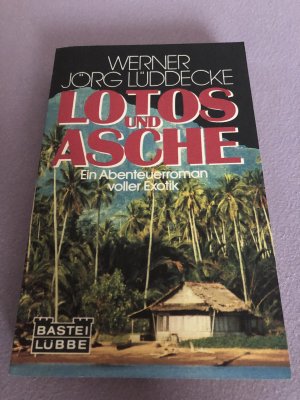 WERNER
JÖRG LÜDDECKE
LOTOS
UND
ASCHE
Ein Abenteuerroman
voller Exotik
BASTEI
LÜBBE